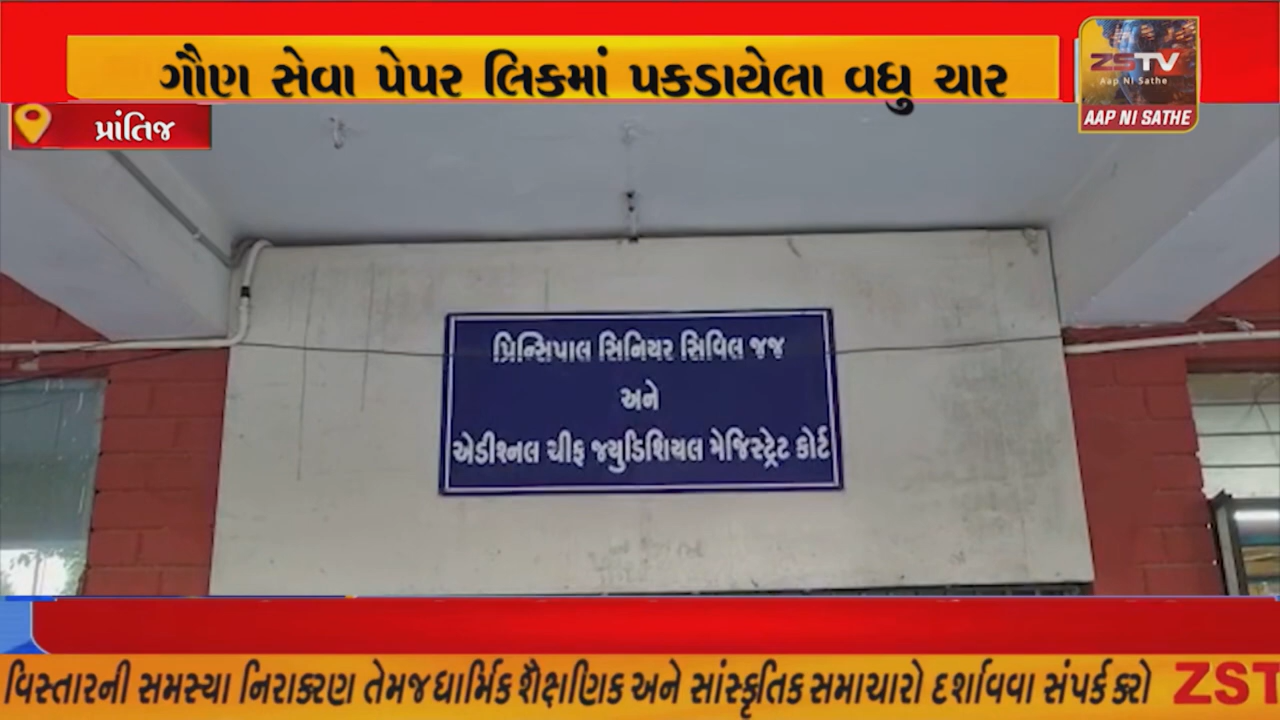 ગૌણ સેવા પેપર લિકમાં પકડાયેલા વધુ ચાર
ZSTV
Aap Ni Sathe
AAP NI SATHE
પ્રાંતિજ
પ્રિન્સિપાલ સિનિયર સિવિલ જજ
અને
એડીશ્નલ ચીફ જ્યુડિશિયલ મેજિસ્ટ્રેટ કોર્ટ
વિસ્તારની સમસ્યા નિરાકરણ તેમજ ધાર્મિક શૈક્ષણિક અને સાંસ્કૃતિક સમાચારો દર્શાવવા સંપર્ક કરો ZST